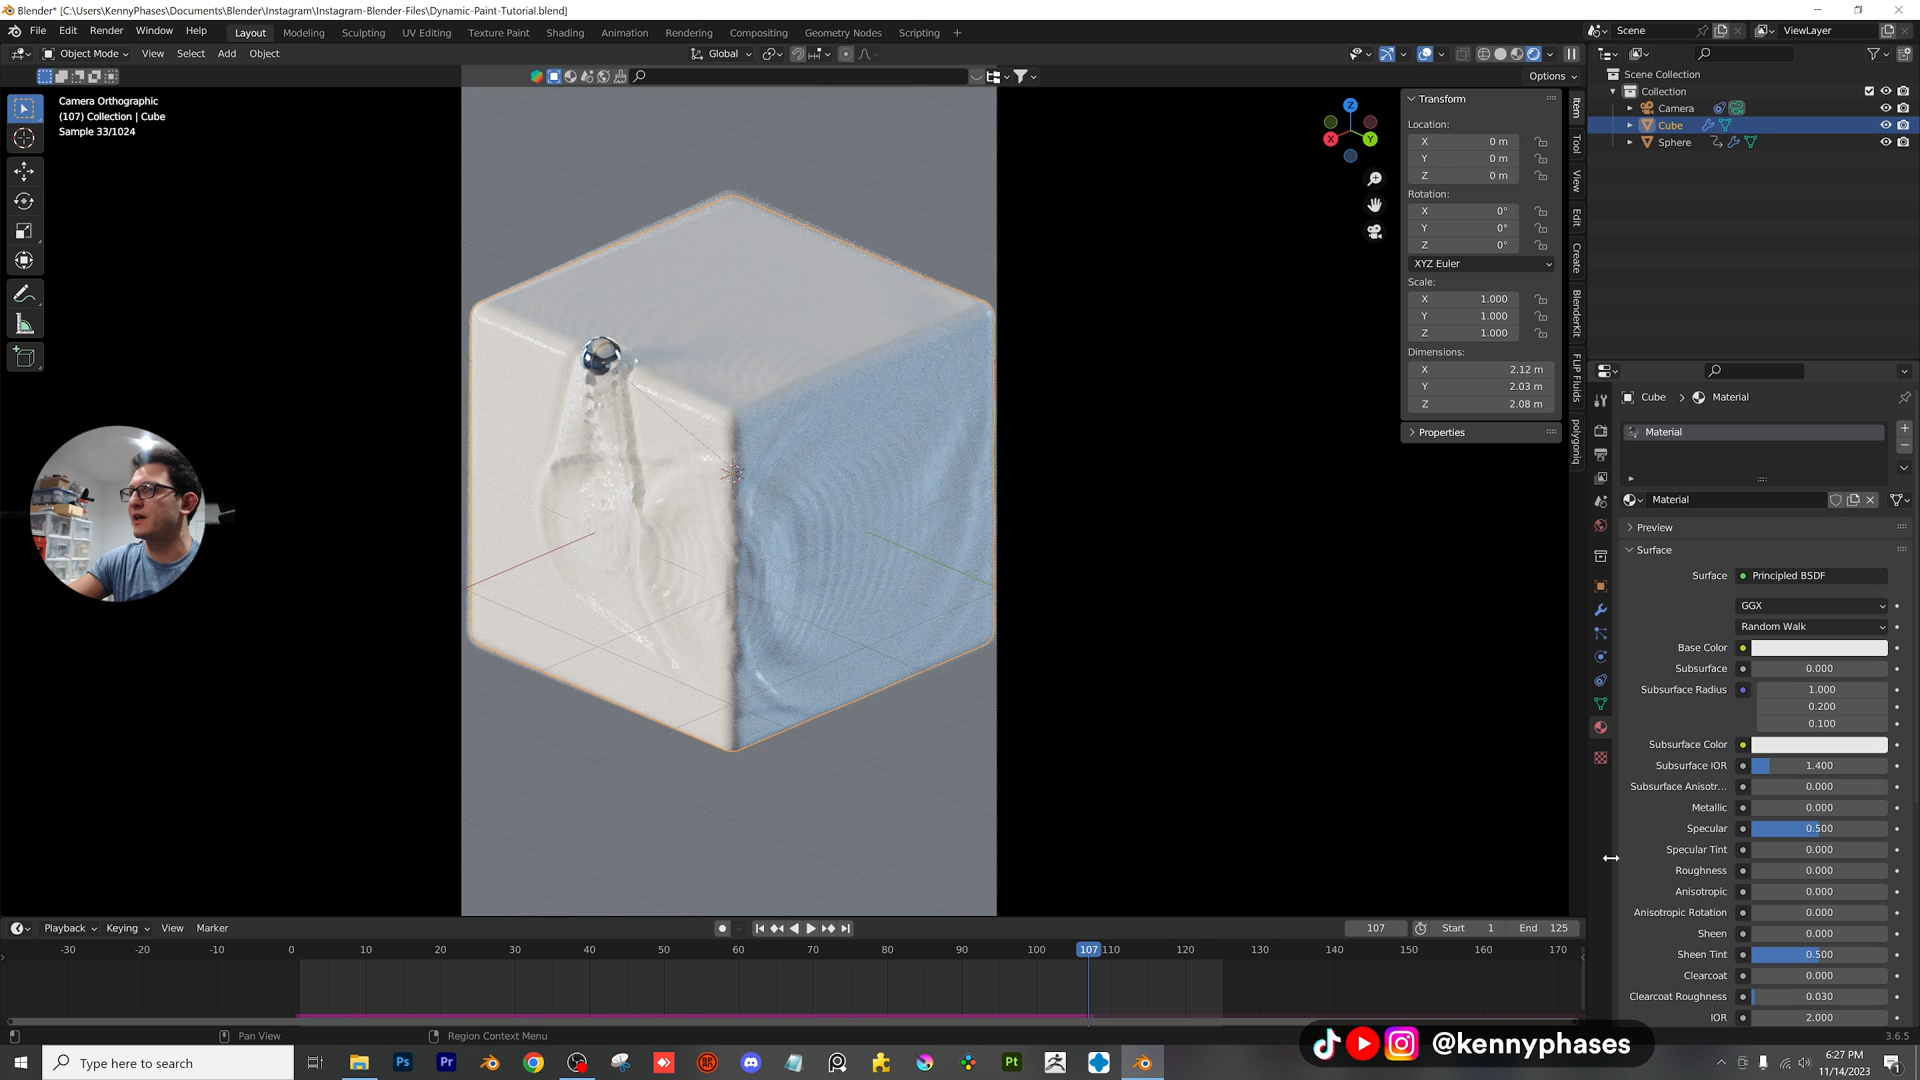 Blender* [C:\Users\KennyPhases\Documents\Blender\Instagram\Instagram-Blender-Files\Dynamic-Paint-Tutorial.blend]
File Edit Render Window Help Layout Modeling Sculpting UV Editing Texture Paint Shading Animation Rendering Compositing Geometry Nodes Scripting + Scene ViewLayer
Object Mode View Select Add Object Global
Options
Camera Orthographic
(107) Collection | Cube
Sample 33/1024
Z
X
Y
Transform
Location:
X 0 m
Y 0 m
Z 0 m
Rotation:
X 0°
Y 0°
Z 0°
XYZ Euler
Scale:
X 1.000
Y 1.000
Z 1.000
Dimensions:
X 2.12 m
Y 2.03 m
Z 2.08 m
Properties
Item
Tool
View
Edit
Create
BlenderKit
FLIP Fluids
polygoniq
Scene Collection
Collection
Camera
Cube
Sphere
Cube > Material
Material
Material
Preview
Surface
Surface Principled BSDF
GGX
Random Walk
Base Color
Subsurface 0.000
Subsurface Radius 1.000
0.200
0.100
Subsurface Color
Subsurface IOR 1.400
Subsurface Anisotr... 0.000
Metallic 0.000
Specular 0.500
Specular Tint 0.000
Roughness 0.000
Anisotropic 0.000
Anisotropic Rotation 0.000
Sheen 0.000
Sheen Tint 0.500
Clearcoat 0.000
Clearcoat Roughness 0.030
IOR 2.000
Playback Keying View Marker 107 Start 1 End 125
-30 -20 -10 0 10 20 30 40 50 60 70 80 90 100 107 110 120 130 140 150 160 170
Pan View Region Context Menu 3.6.5
@kennyphases
Type here to search Ps Pr Pt
6:27 PM
11/14/2023
1